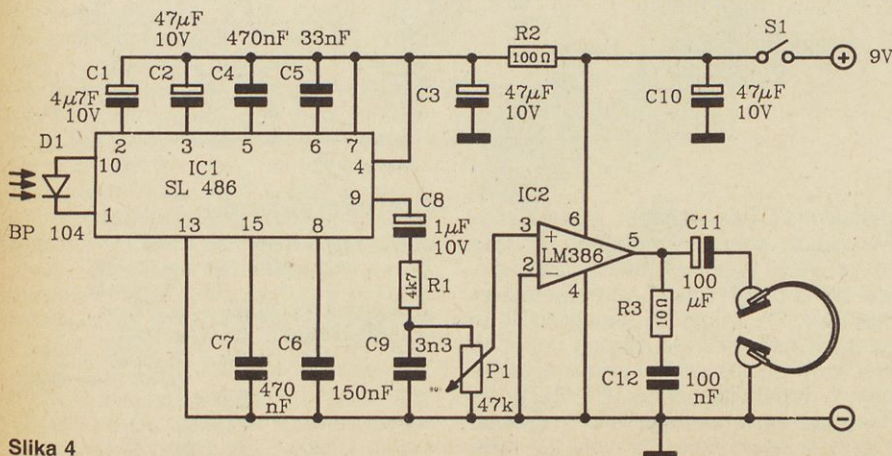 47µF
10V
470nF
33nF
R2
100Ω
S1
9V
C1
4µ7F
10V
C2
C4
C5
C3
47µF
10V
C10
47µF
10V
D1
2
3
5
6
7
10
IC1
SL 486
4
9
1
13
15
8
BP 104
C8
1µF
10V
IC2
3
+
6
LM386
2
−
4
5
C11
100
µF
R1
4k7
R3
10Ω
C7
470
nF
C6
150nF
C9
3n3
P1
47k
C12
100
nF
+
−
Slika 4